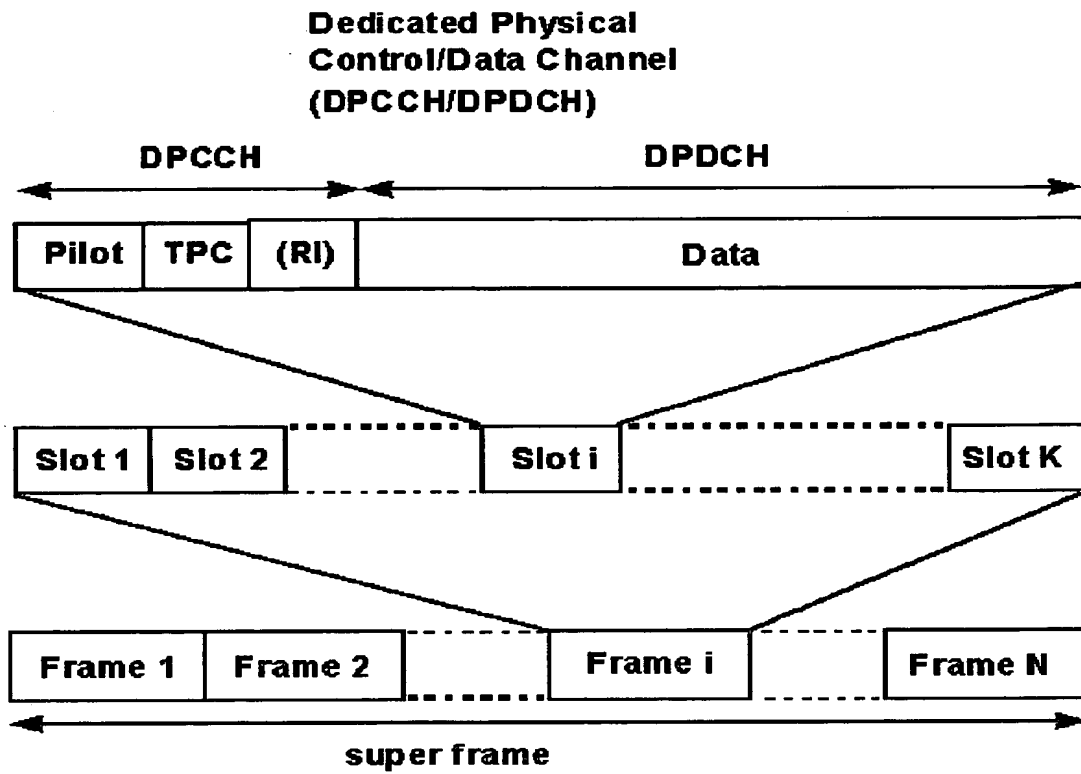 Dedicated Physical
Control/Data Channel
(DPCCH/DPDCH)
DPCCH DPDCH
Pilot TPC (RI) Data
Slot 1 Slot 2 Slot i Slot K
Frame 1 Frame 2 Frame i Frame N
super frame